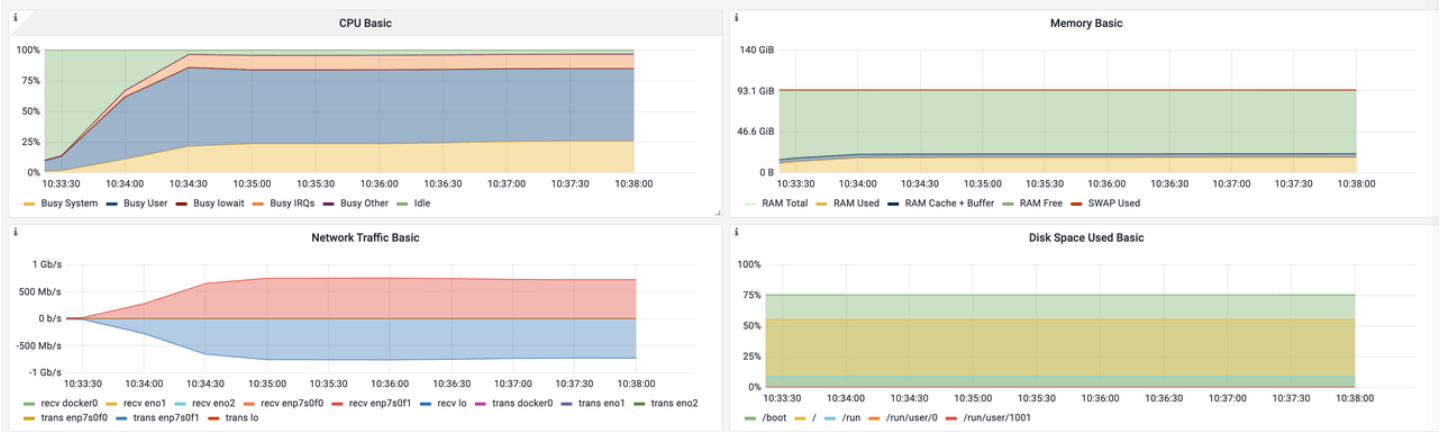 CPU Basic
100%
75%
50%
25%
0%
10:33:30 10:34:00 10:34:30 10:35:00 10:35:30 10:36:00 10:36:30 10:37:00 10:37:30 10:38:00
Busy System Busy User Busy Iowait Busy IRQs Busy Other Idle
Memory Basic
140 GiB
93.1 GiB
46.6 GiB
0 B
10:33:30 10:34:00 10:34:30 10:35:00 10:35:30 10:36:00 10:36:30 10:37:00 10:37:30 10:38:00
RAM Total RAM Used RAM Cache + Buffer RAM Free SWAP Used
Network Traffic Basic
1 Gb/s
500 Mb/s
0 b/s
-500 Mb/s
-1 Gb/s
10:33:30 10:34:00 10:34:30 10:35:00 10:35:30 10:36:00 10:36:30 10:37:00 10:37:30 10:38:00
recv docker0 recv eno1 recv eno2 recv enp7s0f0 recv enp7s0f1 recv lo trans docker0 trans eno1 trans eno2
trans enp7s0f0 trans enp7s0f1 trans lo
Disk Space Used Basic
100%
75%
50%
25%
0%
10:33:30 10:34:00 10:34:30 10:35:00 10:35:30 10:36:00 10:36:30 10:37:00 10:37:30 10:38:00
/boot / /run /run/user/0 /run/user/1001